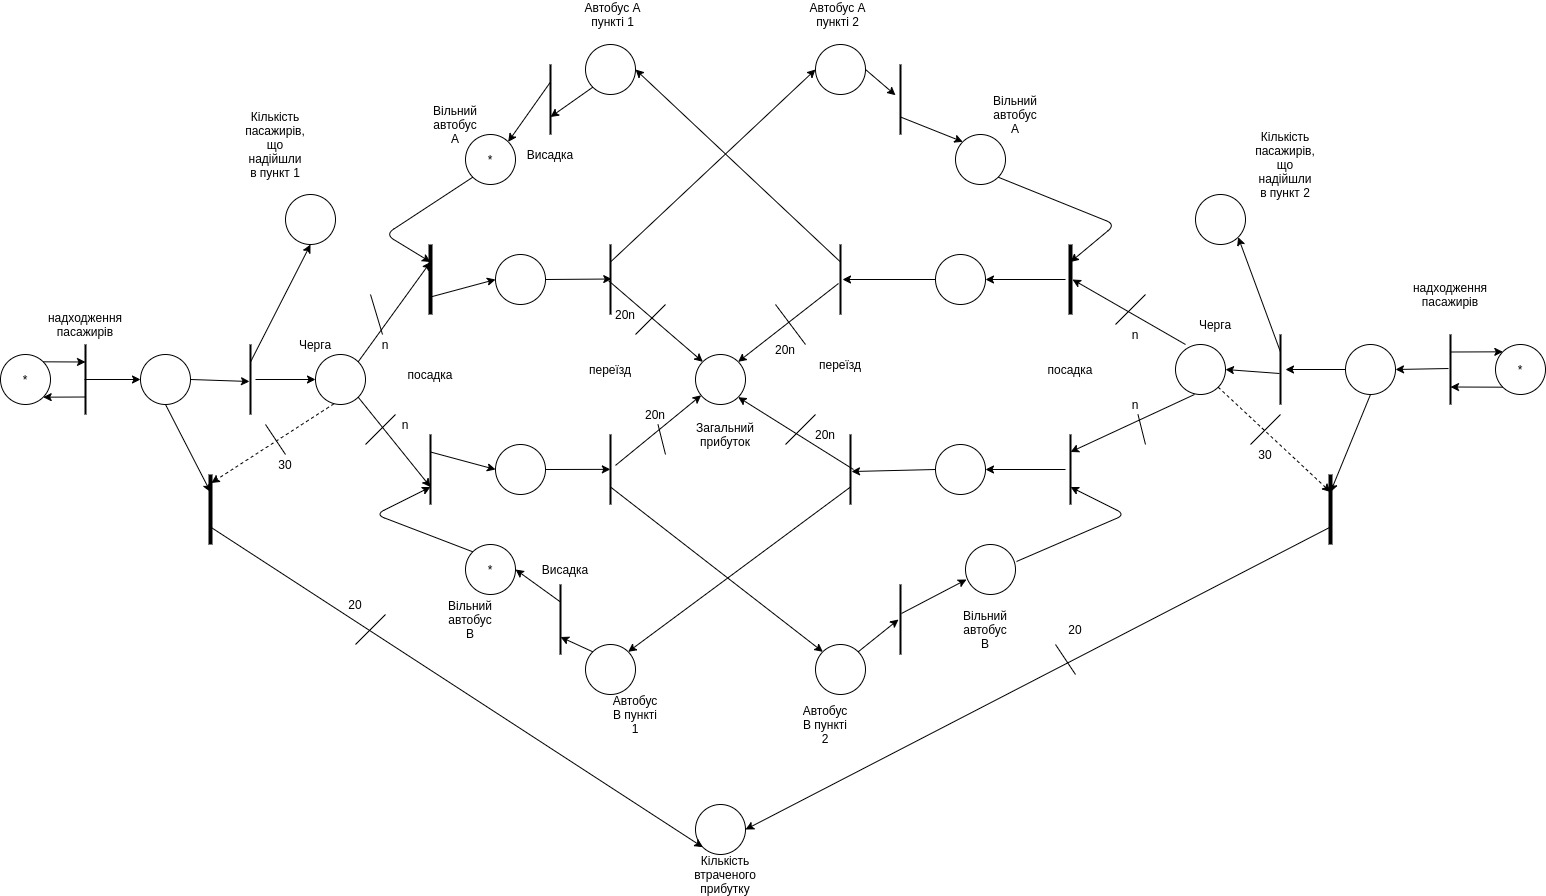 Автобус А
пункті 1
Автобус А
пункті 2
Вільний
автобус
А
Вільний
автобус
А
Кількість
пасажирів,
що
надійшли
в пункт 1
Висадка
*
Кількість
пасажирів,
що
надійшли
в пункт 2
надходження
пасажирів
надходження
пасажирів
20n
n
Черга
n
20n
n
Черга
*
посадка
переїзд
переїзд
посадка
*
n
20n
Загальний
прибуток
20n
n
30
30
*
Висадка
Вільний
автобус
В
Вільний
автобус
В
20
20
Автобус
В пункті
1
Автобус
В пункті
2
Кількість
втраченого
прибутку